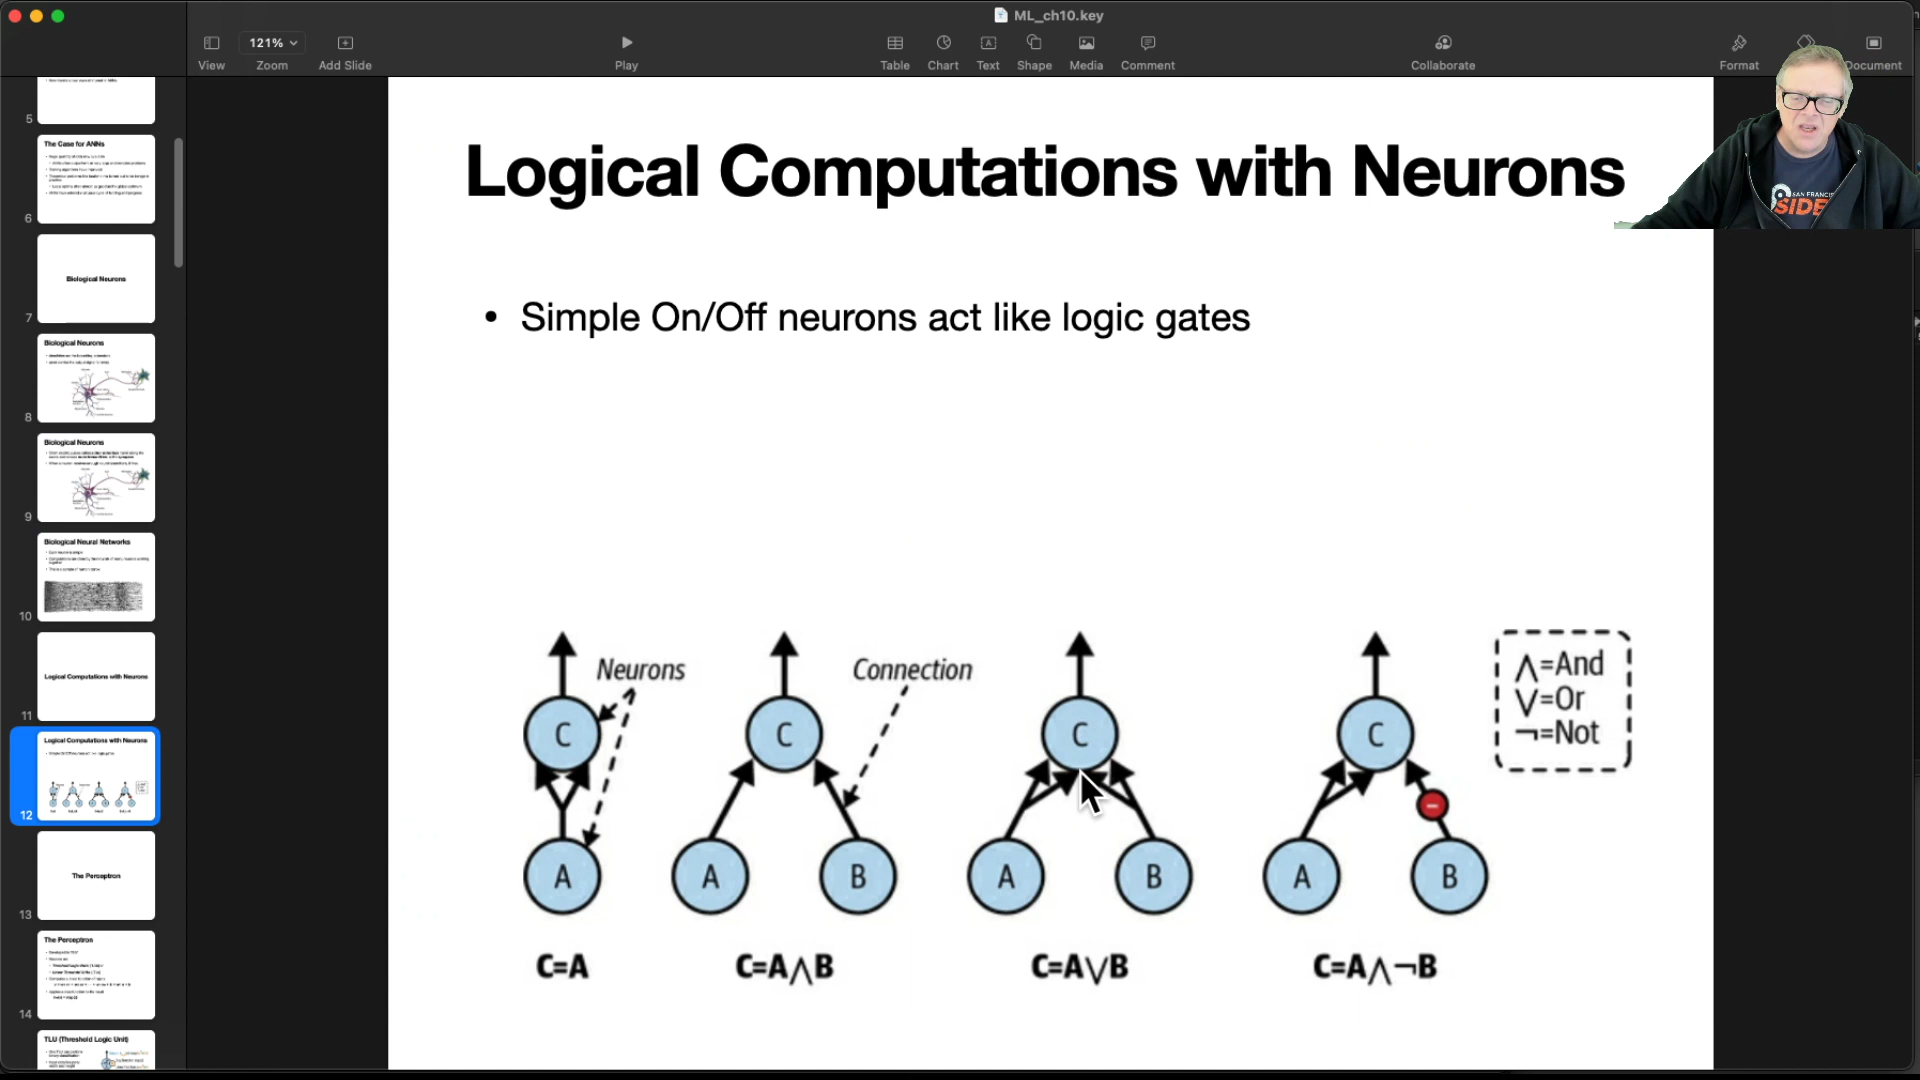 ML_ch10.key
121%
View
Zoom
Add Slide
Play
Table
Chart
Text
Shape
Media
Comment
Collaborate
Format
Document
5
The Case for ANNs
6
Biological Neurons
7
Biological Neurons
8
Biological Neurons
9
Biological Neural Networks
10
Logical Computations with Neurons
11
Logical Computations with Neurons
12
The Perceptron
13
The Perceptron
14
TLU (Threshold Logic Unit)
Logical Computations with Neurons
• Simple On/Off neurons act like logic gates
Neurons
Connection
C
C
C
C
⋀=And
⋁=Or
¬=Not
A
A
B
A
B
A
B
C=A
C=A⋀B
C=A⋁B
C=A⋀¬B
SAN FRANCIS
SIDE